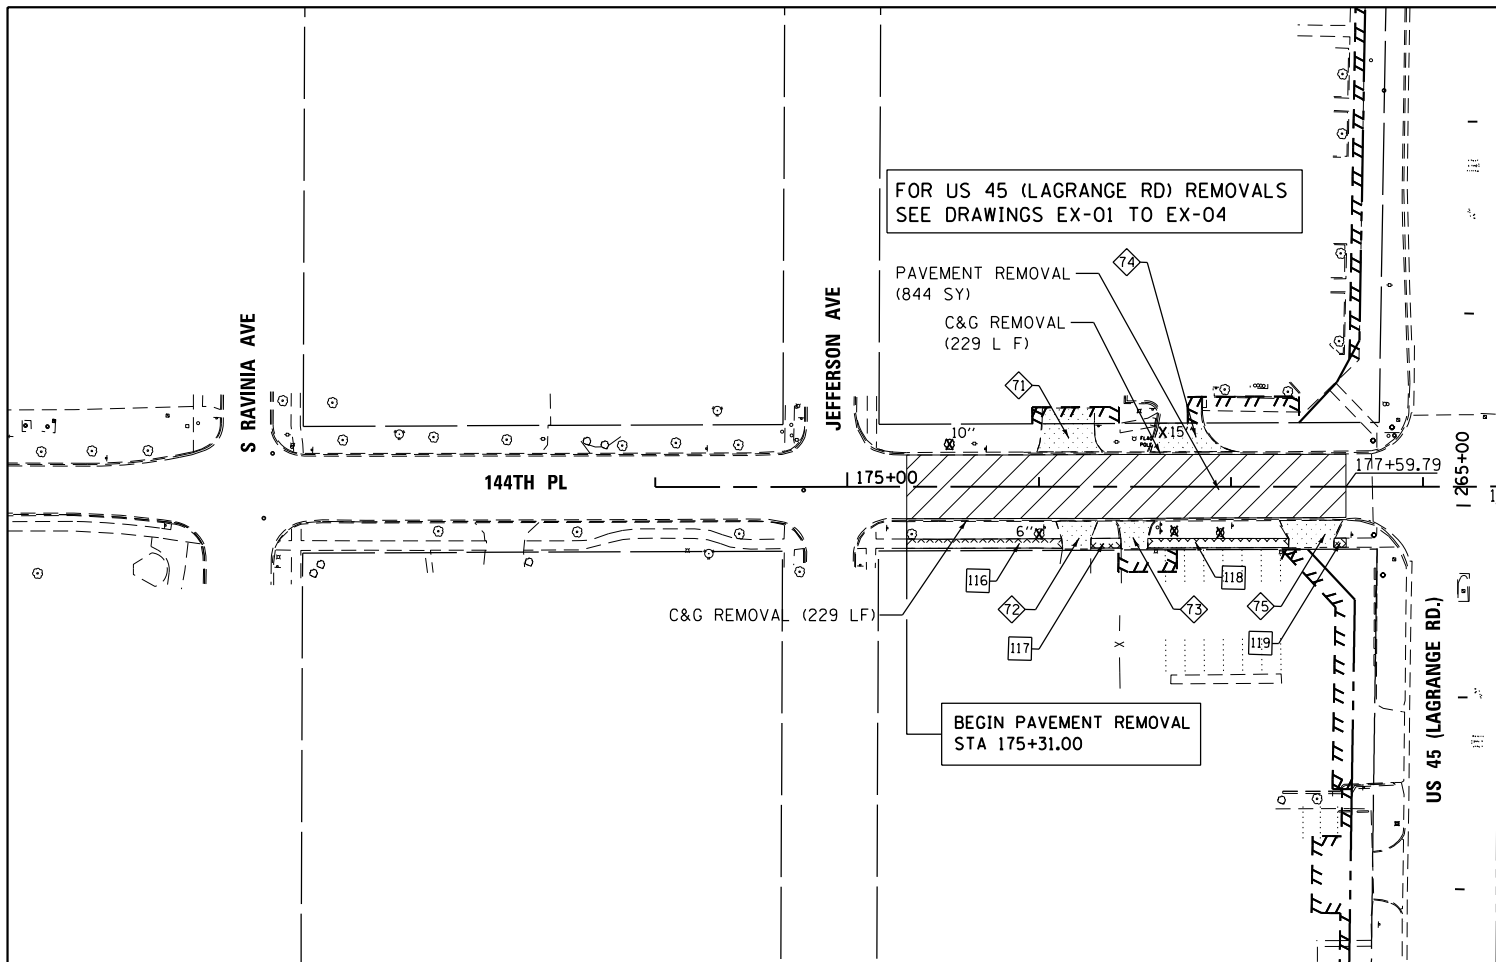 FOR US 45 (LAGRANGE RD) REMOVALS
SEE DRAWINGS EX-01 TO EX-04
74
PAVEMENT REMOVAL
(844 SY)
C&G REMOVAL
(229 L F)
S RAVINIA AVE
JEFFERSON AVE
71
10''
X15
FLAG
POLE
144TH PL
175+00
177+59.79
265+00
1
6''
116
72
117
73
118
75
119
C&G REMOVAL (229 LF)
X
BEGIN PAVEMENT REMOVAL
STA 175+31.00
US 45 (LAGRANGE RD.)